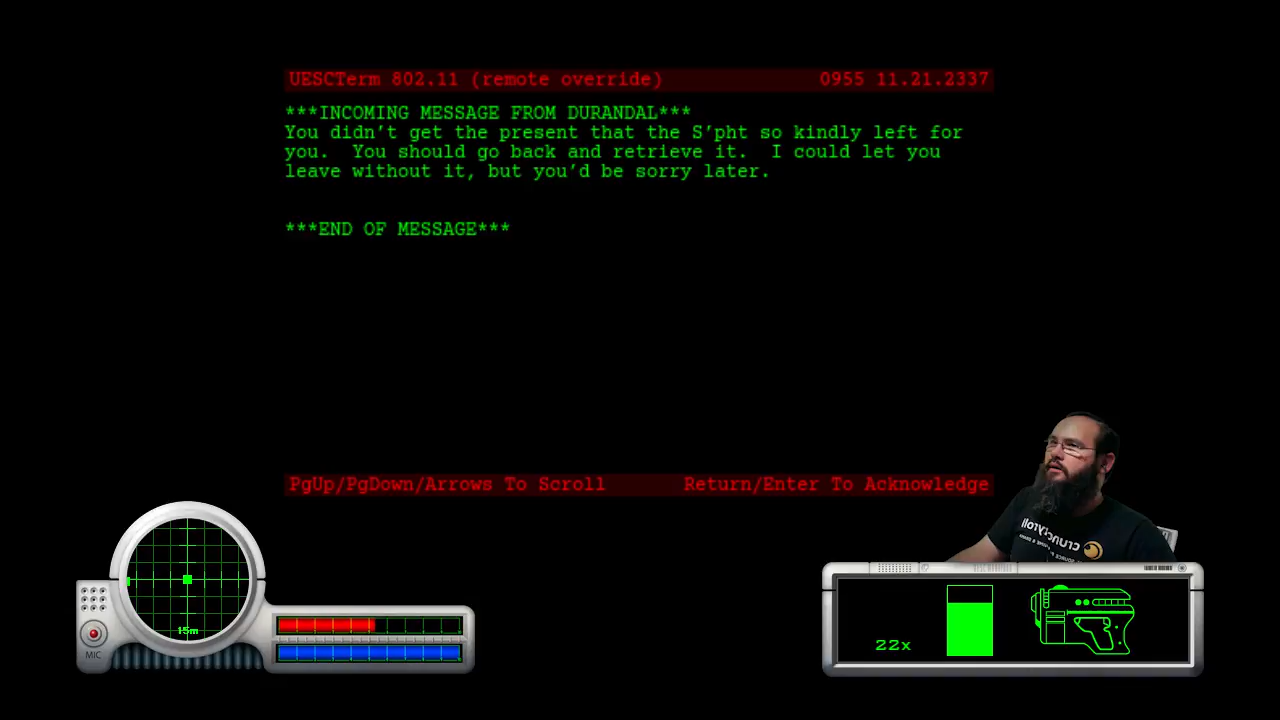 UESCTerm 802.11 (remote override) 0955 11.21.2337
***INCOMING MESSAGE FROM DURANDAL***
You didn't get the present that the S'pht so kindly left for
you.  You should go back and retrieve it.  I could let you
leave without it, but you'd be sorry later.
***END OF MESSAGE***
PgUp/PgDown/Arrows To Scroll Return/Enter To Acknowledge
crunchyroll
15m
MIC
22x